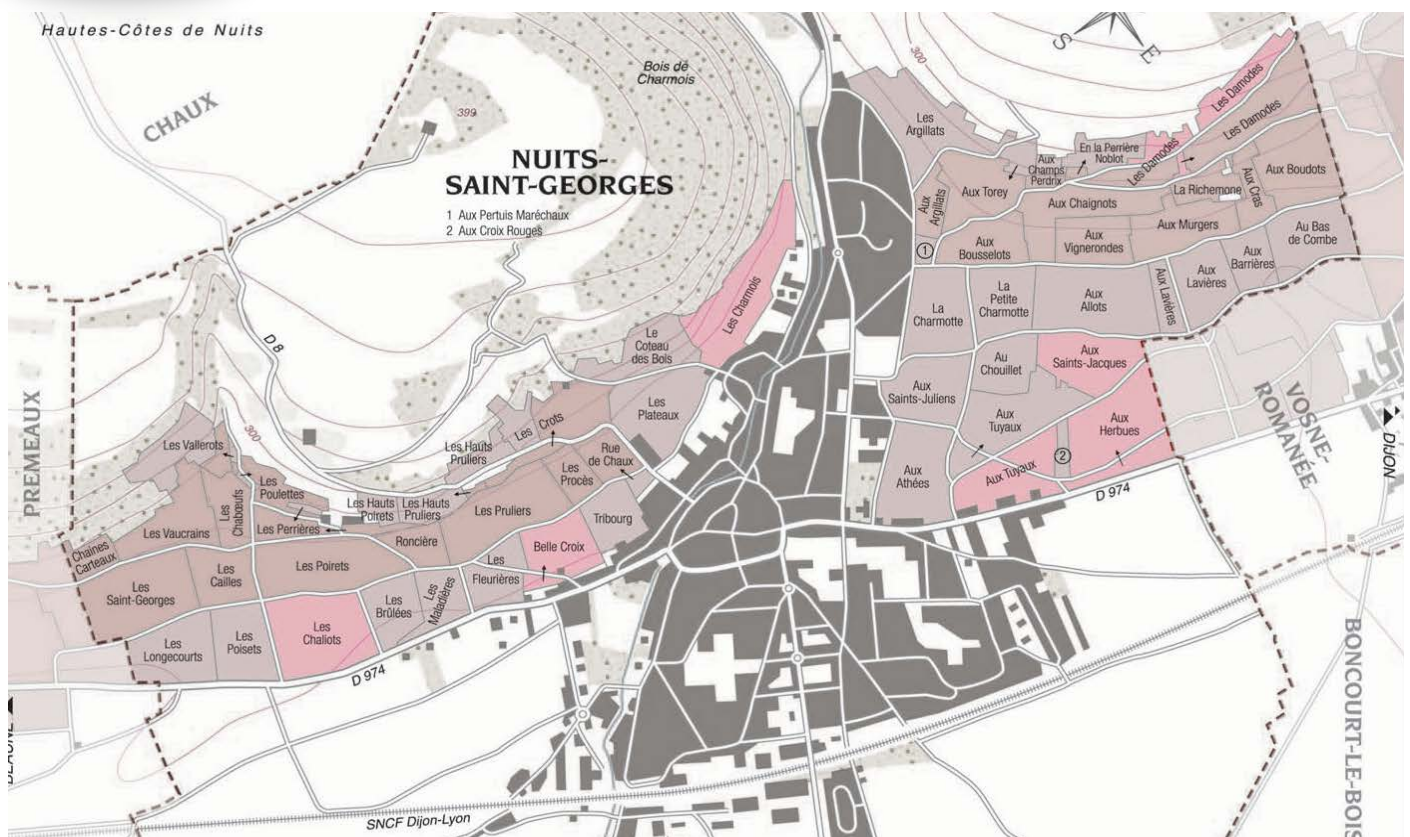 Hautes-Côtes de Nuits
CHAUX
399
Bois de
Charmois
300
S
E
NUITS-
SAINT-GEORGES
1 Aux Pertuis Maréchaux
2 Aux Croix Rouges
Les
Argillats
Les Damodes
Les Damodes
Les Damodes
En la Perrière
Noblot
Aux
Champs
Perdrix
Aux Torey
Aux
Argillats
Aux Chaignots
La Richemone
Aux Cras
Aux Boudots
Aux Murgers
Aux
Vignerondes
Aux
Bousselots
1
Au Bas
de Combe
Aux
Barrières
Aux
Lavières
Aux Lavières
Aux
Allots
La
Petite
Charmotte
La
Charmotte
Aux
Saints-Jacques
Au
Chouillet
Aux
Saints-Juliens
Aux
Tuyaux
Aux
Herbues
2
Aux Tuyaux
Aux
Athées
D 974
VOSNE-
ROMANÉE
DIJON
BONCOURT-LE-BOI
Les Charmois
Le
Coteau
des Bois
Les
Plateaux
D 8
PREMEAUX
300
Les Vallerots
Les Hauts
Pruliers
Les Crots
Rue
de Chaux
Les
Procès
Les
Poulettes
Les
Chabœufs
Les Hauts
Poirets
Les Hauts
Pruliers
Les Pruliers
Tribourg
Les Vaucrains
Les Perrières
Roncière
Belle Croix
Chaines
Carteaux
Les
Saint-Georges
Les
Cailles
Les Poirets
Les
Fleurières
Les
Maladières
Les
Brûlées
Les
Chaliots
Les
Poisets
Les
Longecourts
D 974
SNCF Dijon-Lyon